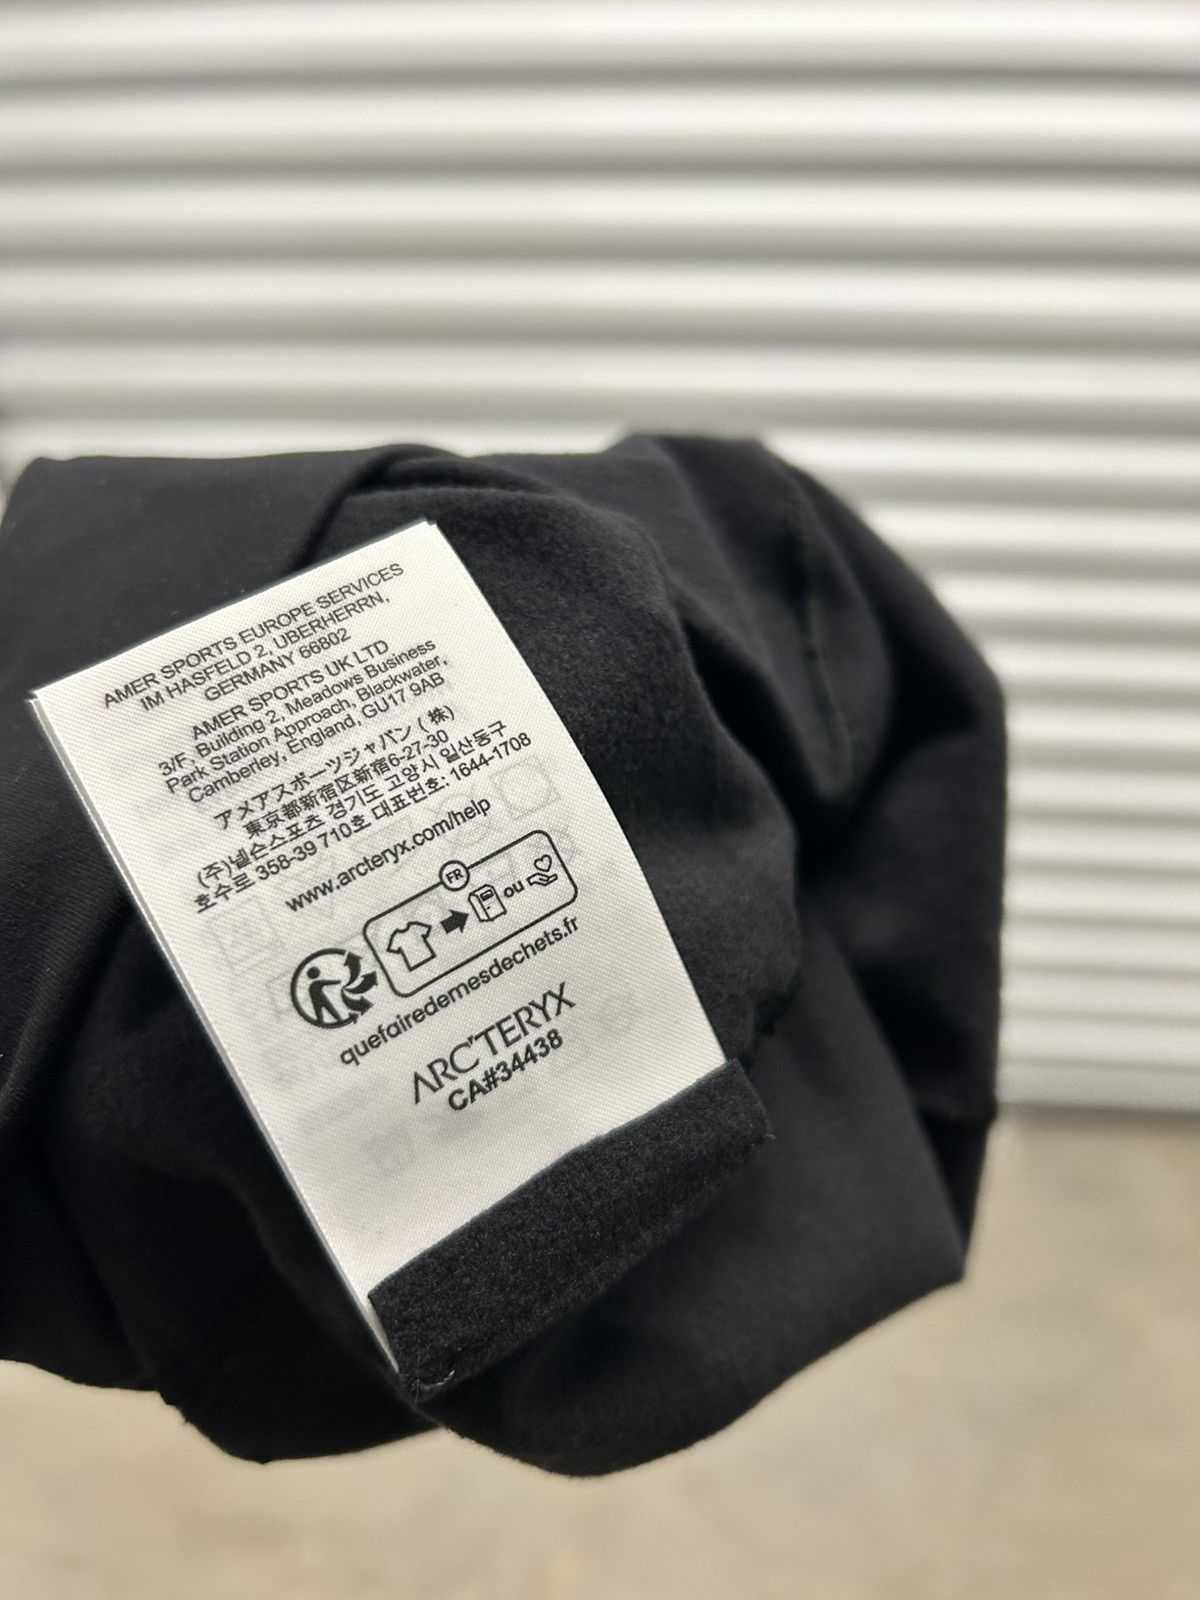 AMER SPORTS EUROPE SERVICES
IM HASFELD 2, UBERHERRN,
GERMANY 66802
AMER SPORTS UK LTD
3/F, Building 2, Meadows Business
Park Station Approach, Blackwater,
Camberley, England, GU17 9AB
アメアスポーツジャパン (株)
東京都新宿区新宿6-27-30
(주)넬슨스포츠 경기도 고양시 일산동구
호수로 358-39 710호 대표번호: 1644-1708
www.arcteryx.com/help
FR
ou
quefairedemesdechets.fr
ARC'TERYX
CA#34438